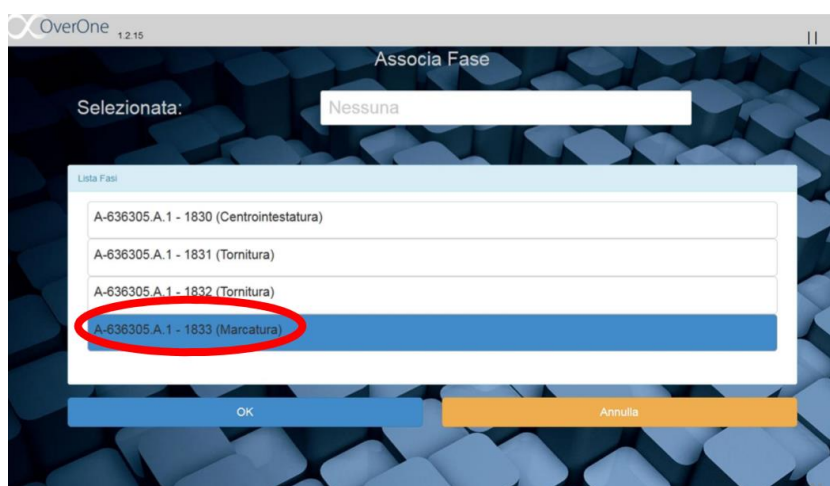 OverOne 1.2.15
Associa Fase
Selezionata:
Nessuna
Lista Fasi
A-636305.A.1 - 1830 (Centrointestatura)
A-636305.A.1 - 1831 (Tornitura)
A-636305.A.1 - 1832 (Tornitura)
A-636305.A.1 - 1833 (Marcatura)
OK
Annulla